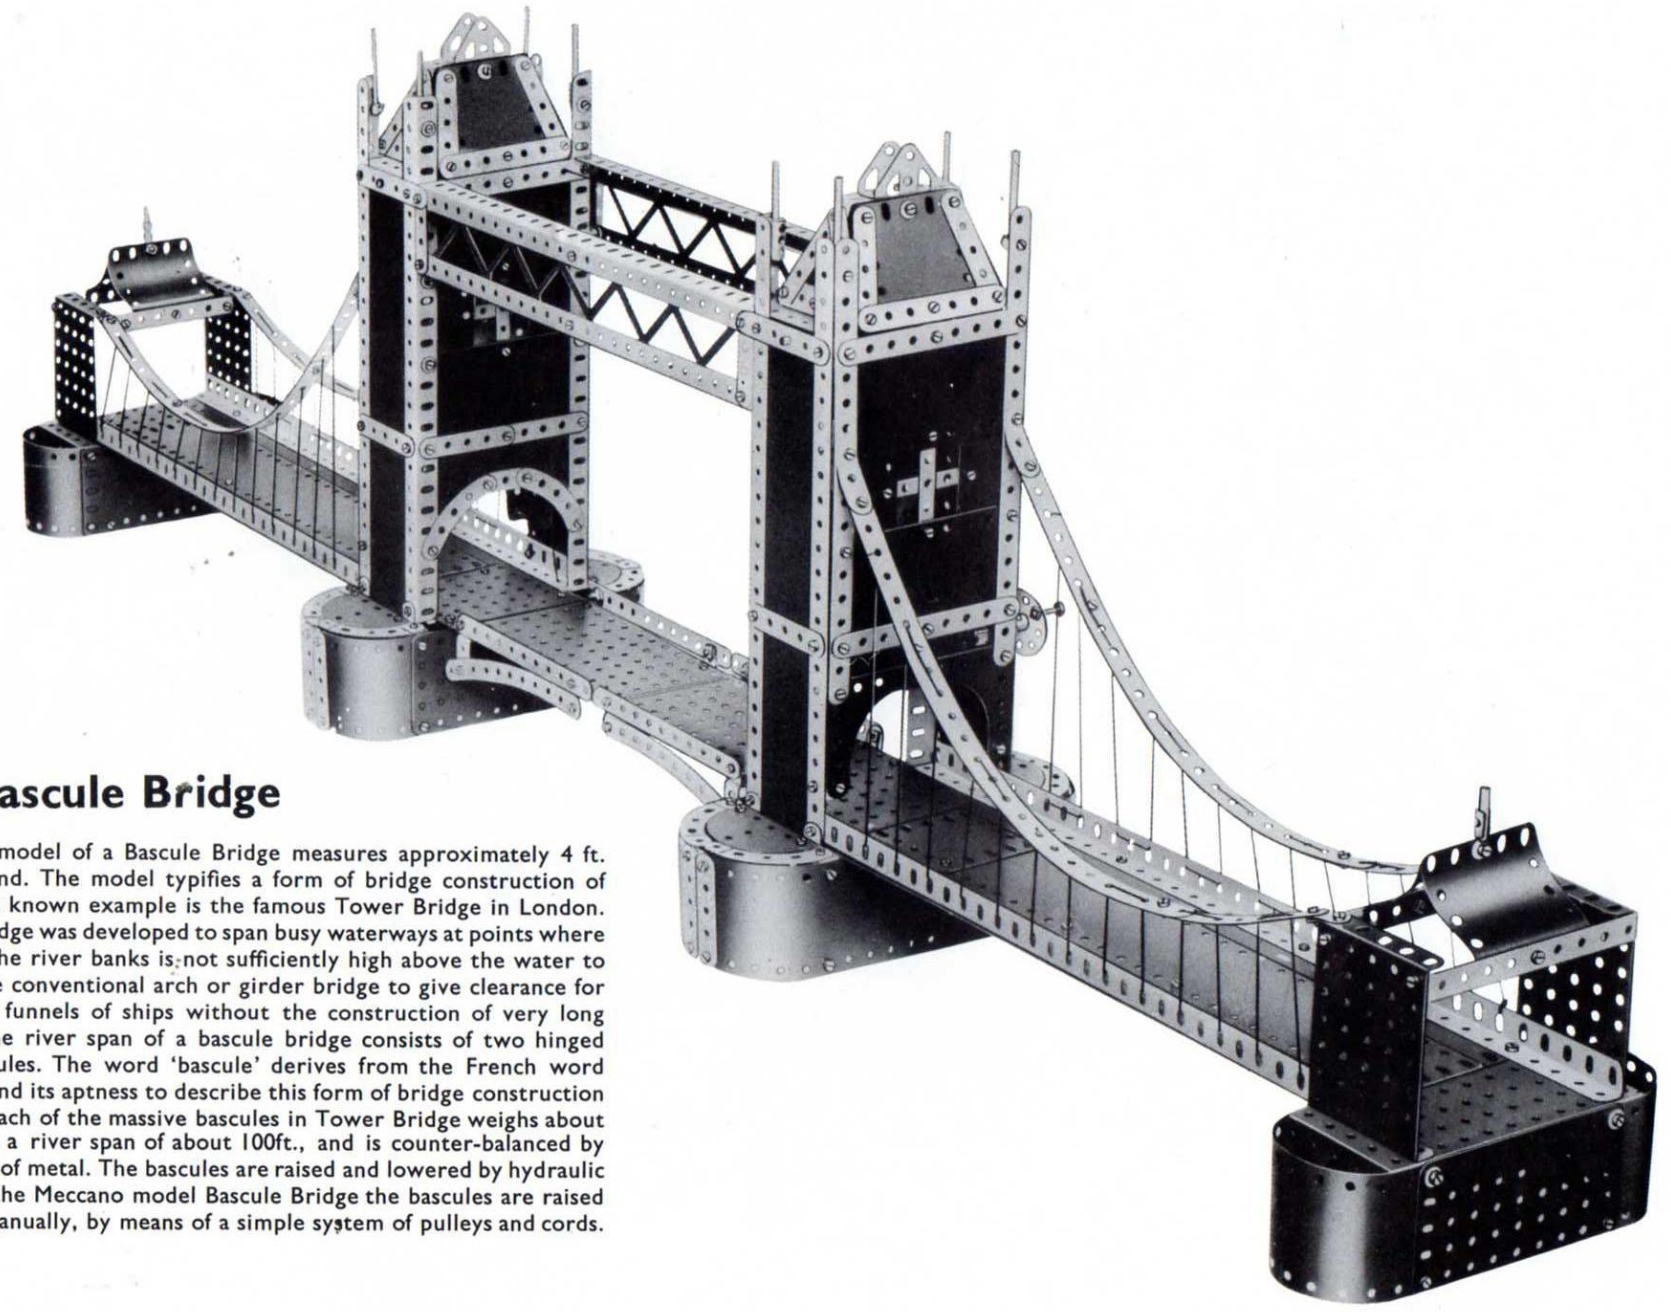 ascule Bridge
model of a Bascule Bridge measures approximately 4 ft.
nd. The model typifies a form of bridge construction of
known example is the famous Tower Bridge in London.
dge was developed to span busy waterways at points where
he river banks is not sufficiently high above the water to
e conventional arch or girder bridge to give clearance for
funnels of ships without the construction of very long
e river span of a bascule bridge consists of two hinged
ules. The word ‘bascule’ derives from the French word
nd its aptness to describe this form of bridge construction
ach of the massive bascules in Tower Bridge weighs about
a river span of about 100ft., and is counter-balanced by
of metal. The bascules are raised and lowered by hydraulic
he Meccano model Bascule Bridge the bascules are raised
anually, by means of a simple system of pulleys and cords.